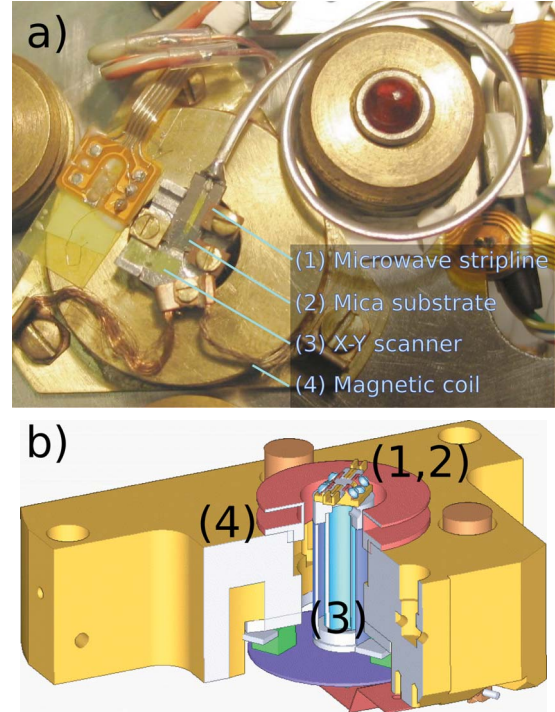 a)
(1) Microwave stripline
(2) Mica substrate
(3) X-Y scanner
(4) Magnetic coil
b)
(1,2)
(4)
(3)